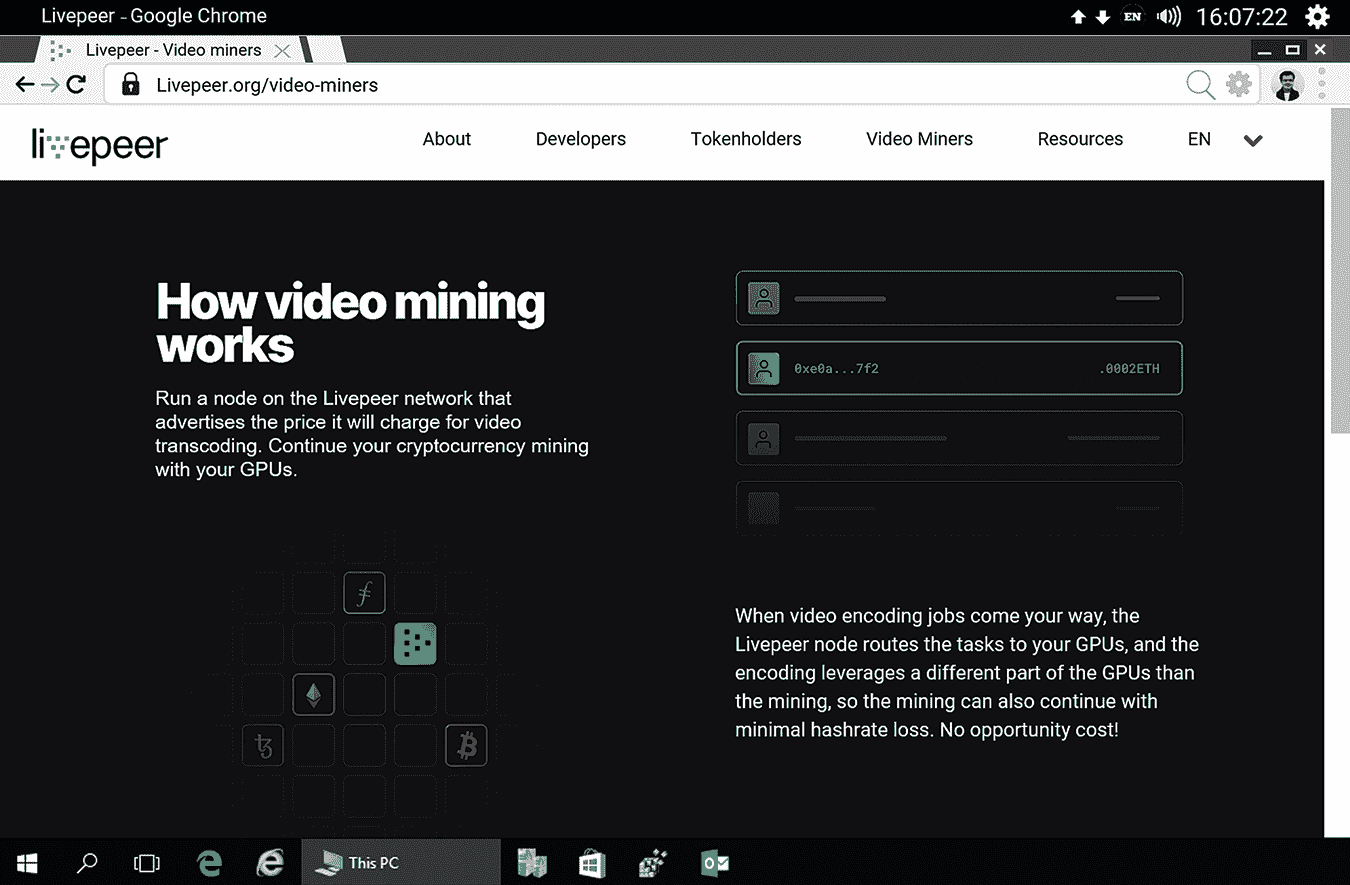 Livepeer - Google Chrome
EN
16:07:22
Livepeer - Video miners
Livepeer.org/video-miners
livepeer
About
Developers
Tokenholders
Video Miners
Resources
EN
How video mining
works
Run a node on the Livepeer network that
advertises the price it will charge for video
transcoding. Continue your cryptocurrency mining
with your GPUs.
0xe0a...7f2
.0002ETH
When video encoding jobs come your way, the
Livepeer node routes the tasks to your GPUs, and the
encoding leverages a different part of the GPUs than
the mining, so the mining can also continue with
minimal hashrate loss. No opportunity cost!
This PC